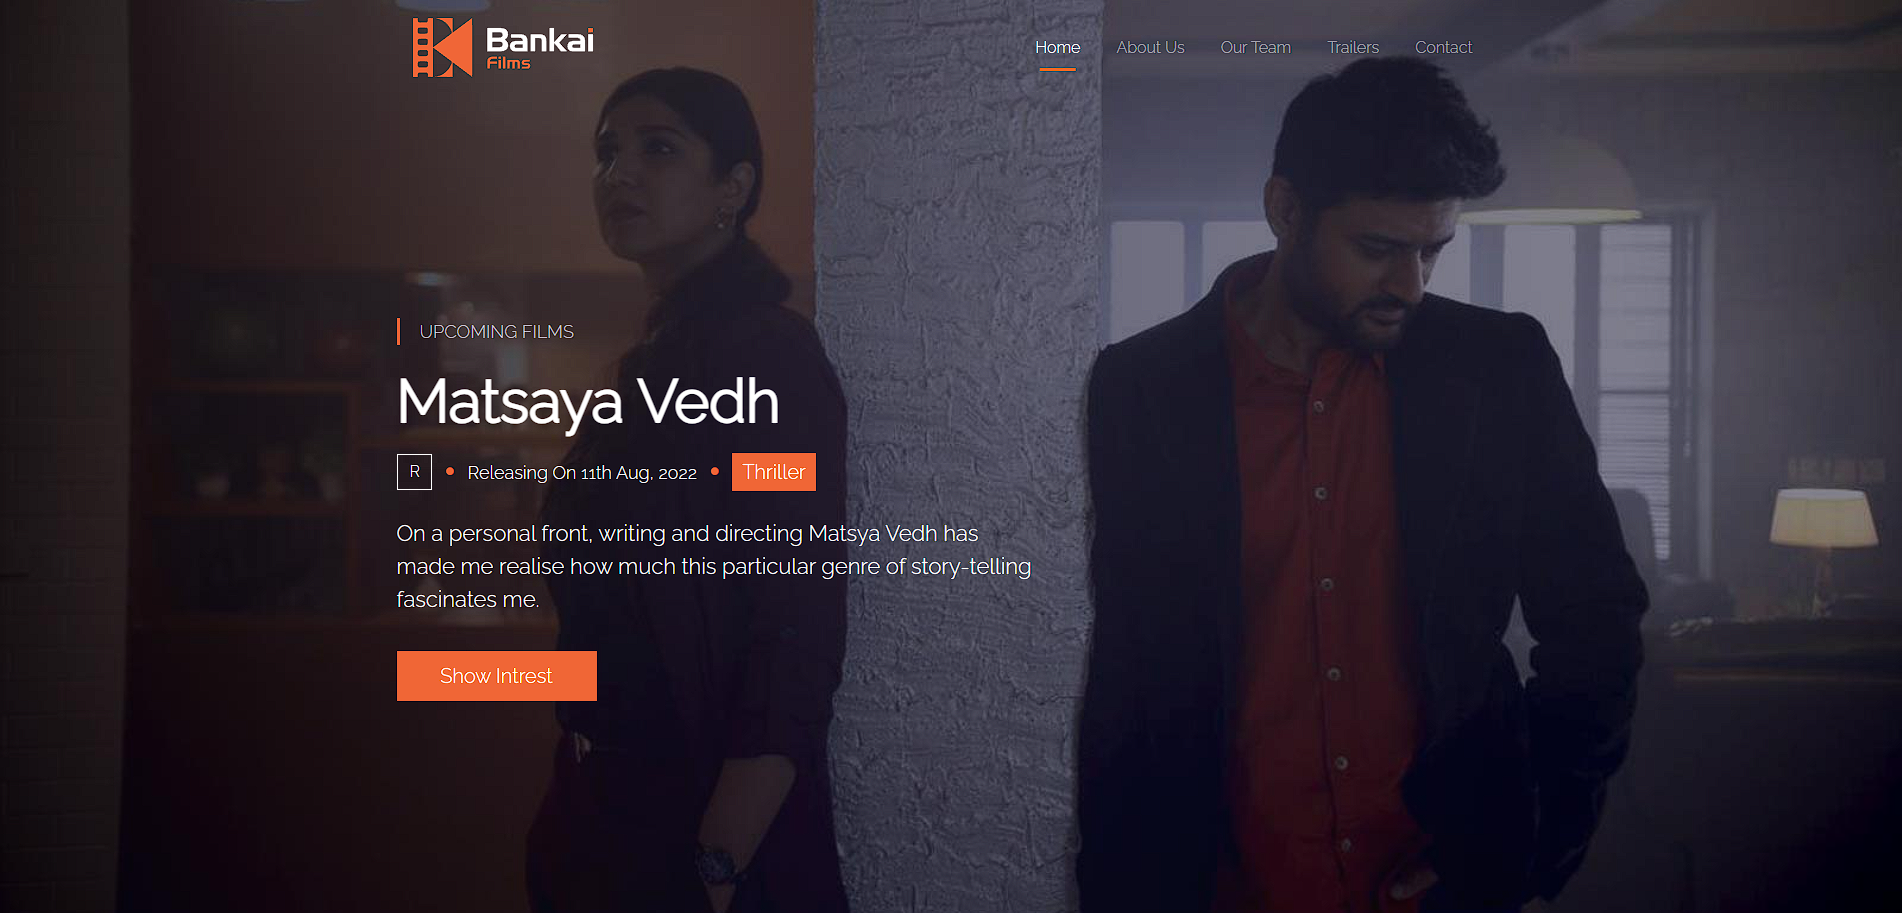 Bankai
Films
Home
About Us
Our Team
Trailers
Contact
UPCOMING FILMS
Matsaya Vedh
R
Releasing On 11th Aug, 2022
Thriller
On a personal front, writing and directing Matsya Vedh has
made me realise how much this particular genre of story-telling
fascinates me.
Show Intrest